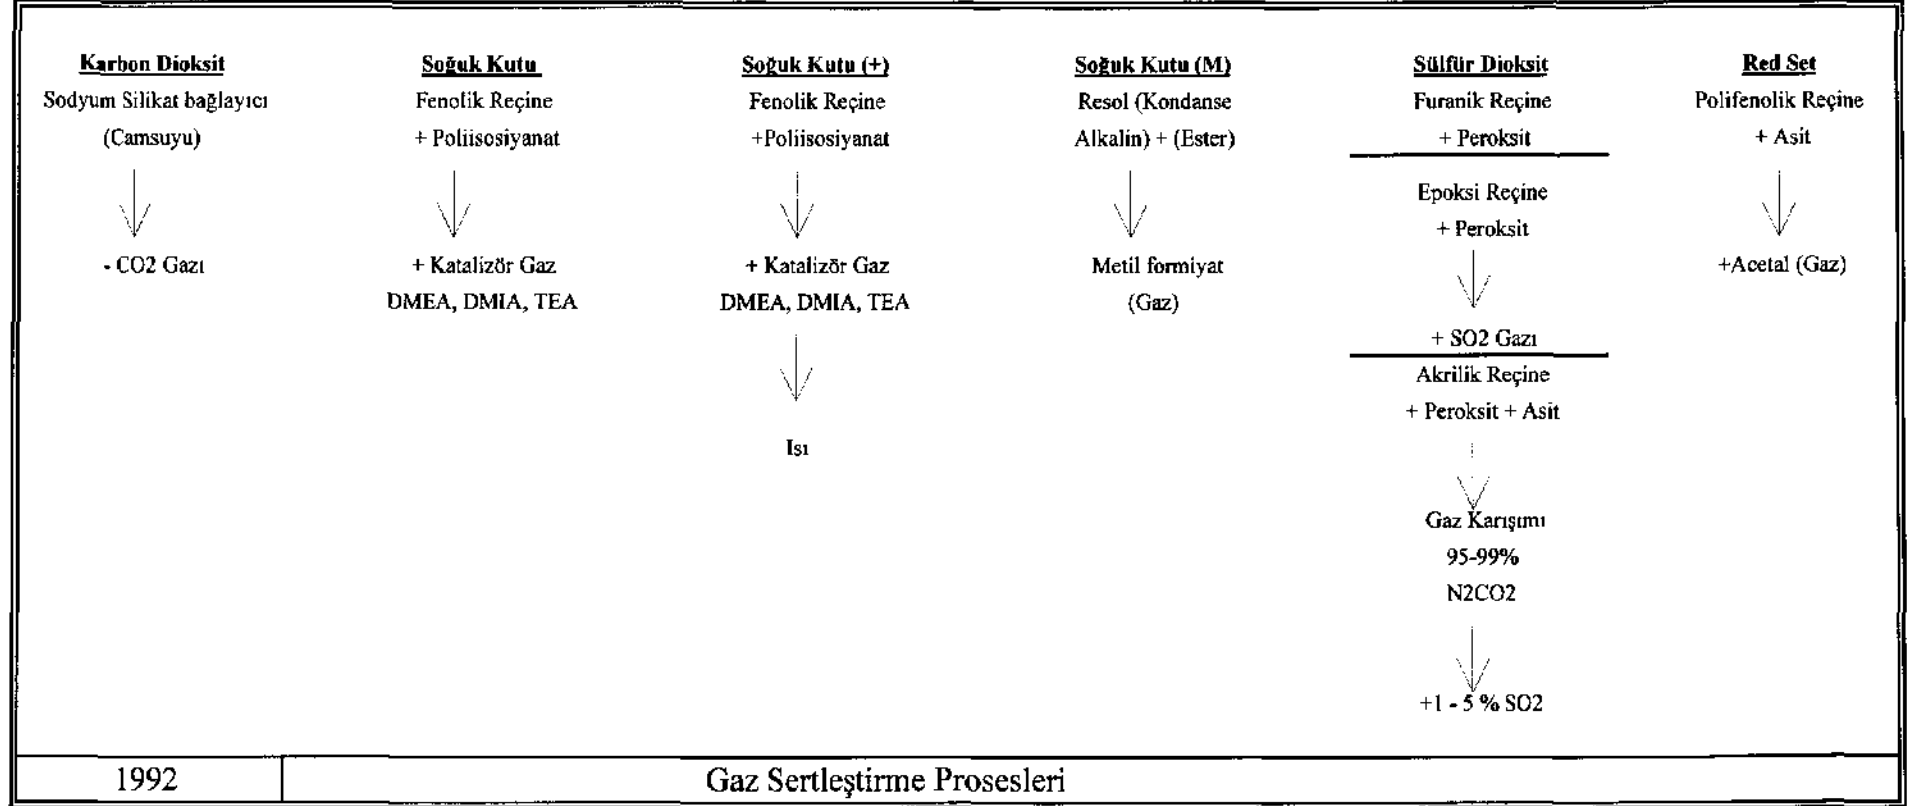 Karbon Dioksit
Sodyum Silikat bağlayıcı
(Camsuyu)
- CO2 Gazı
Soğuk Kutu
Fenolik Reçine
+ Poliisosiyanat
+ Katalizör Gaz
DMEA, DMIA, TEA
Soğuk Kutu (+)
Fenolik Reçine
+Poliisosiyanat
+ Katalizör Gaz
DMEA, DMIA, TEA
Isı
Soğuk Kutu (M)
Resol (Kondanse
Alkalin) + (Ester)
Metil formiyat
(Gaz)
Sülfür Dioksit
Furanik Reçine
+ Peroksit
Epoksi Reçine
+ Peroksit
+ SO2 Gazı
Akrilik Reçine
+ Peroksit + Asit
Gaz Karışımı
95-99%
N2CO2
+1 - 5 % SO2
Red Set
Polifenolik Reçine
+ Asit
+Acetal (Gaz)
1992
Gaz Sertleştirme Prosesleri